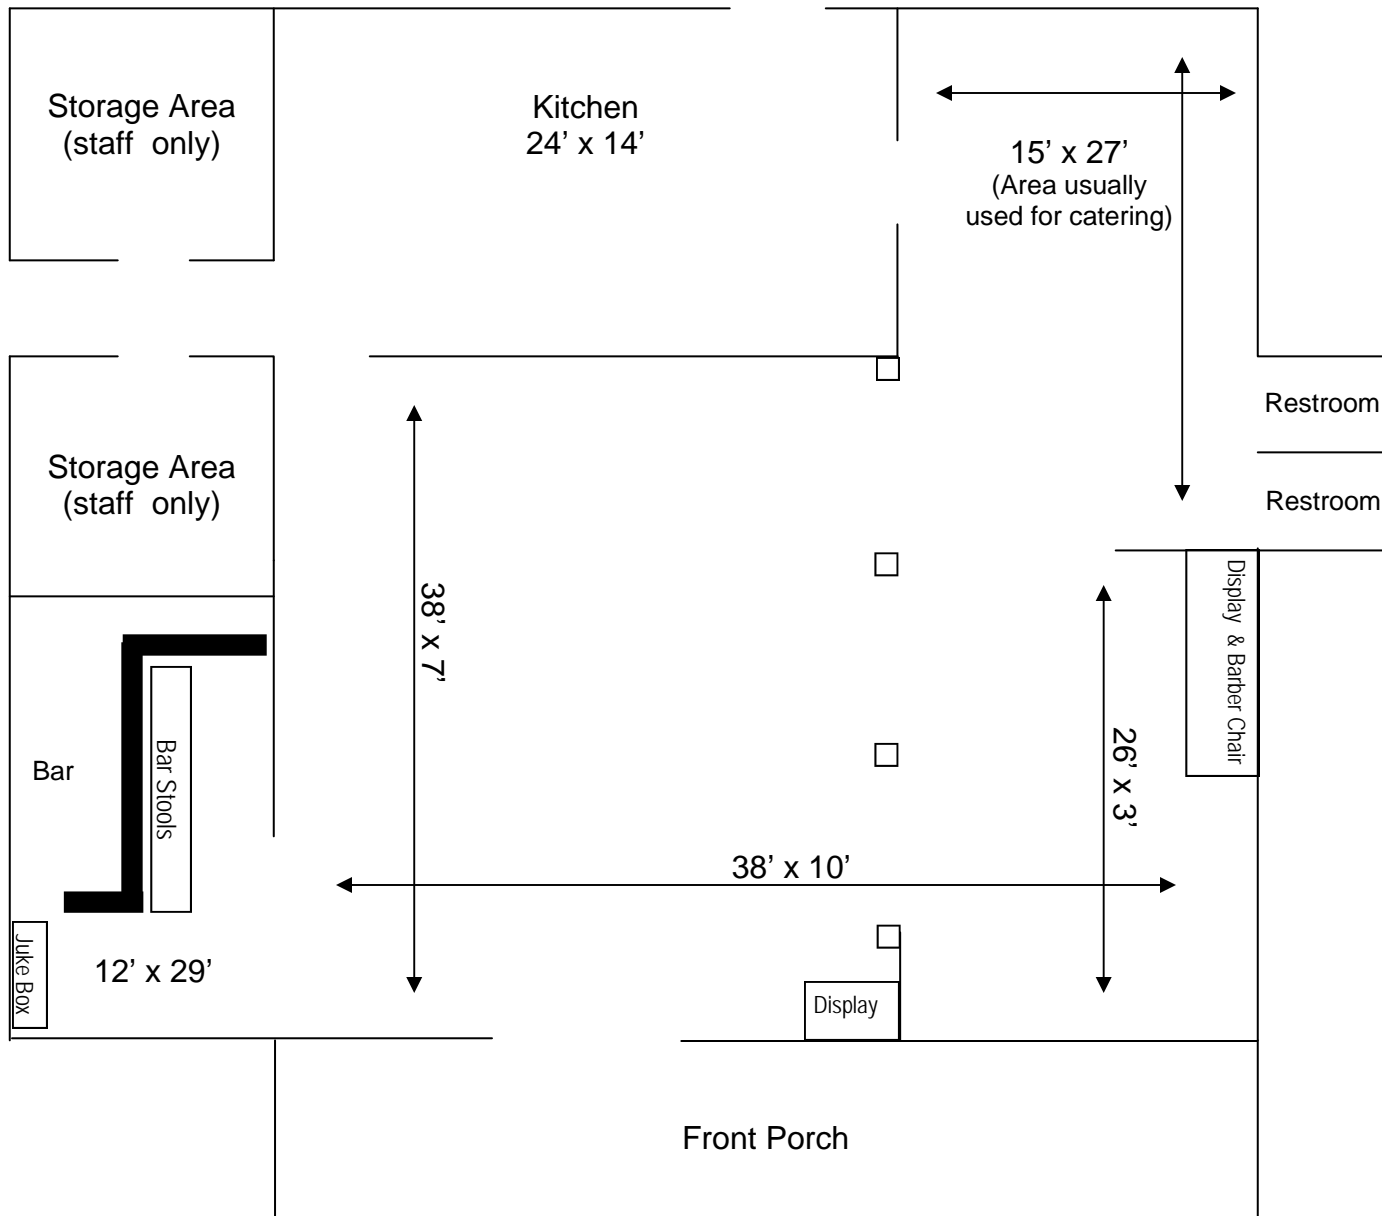 Storage Area
(staff only)
Kitchen
24’ x 14’
15’ x 27’
(Area usually
used for catering)
Restroom
Restroom
Storage Area
(staff only)
38’ x 7’
Display & Barber Chair
26’ x 3’
Bar
Bar Stools
38’ x 10’
Juke Box
12’ x 29’
Display
Front Porch